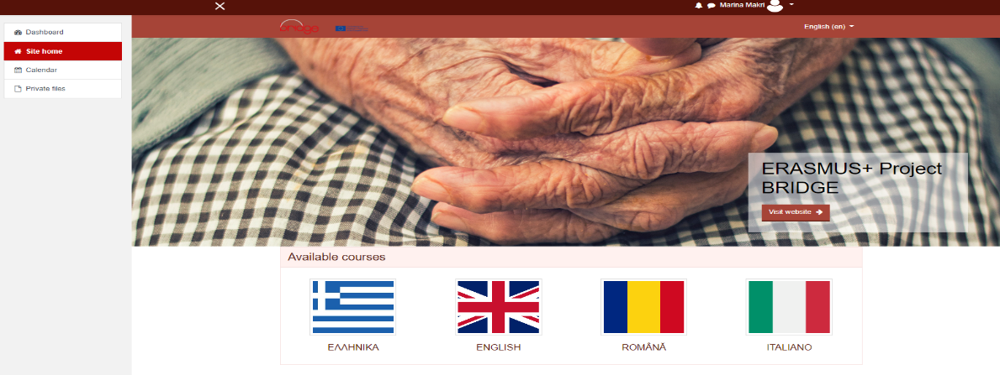 Marina Makri
English (en)
Dashboard
Site home
Calendar
Private files
ERASMUS+ Project
BRIDGE
Visit website
Available courses
ΕΛΛΗΝΙΚΑ
ENGLISH
ROMÂNĂ
ITALIANO